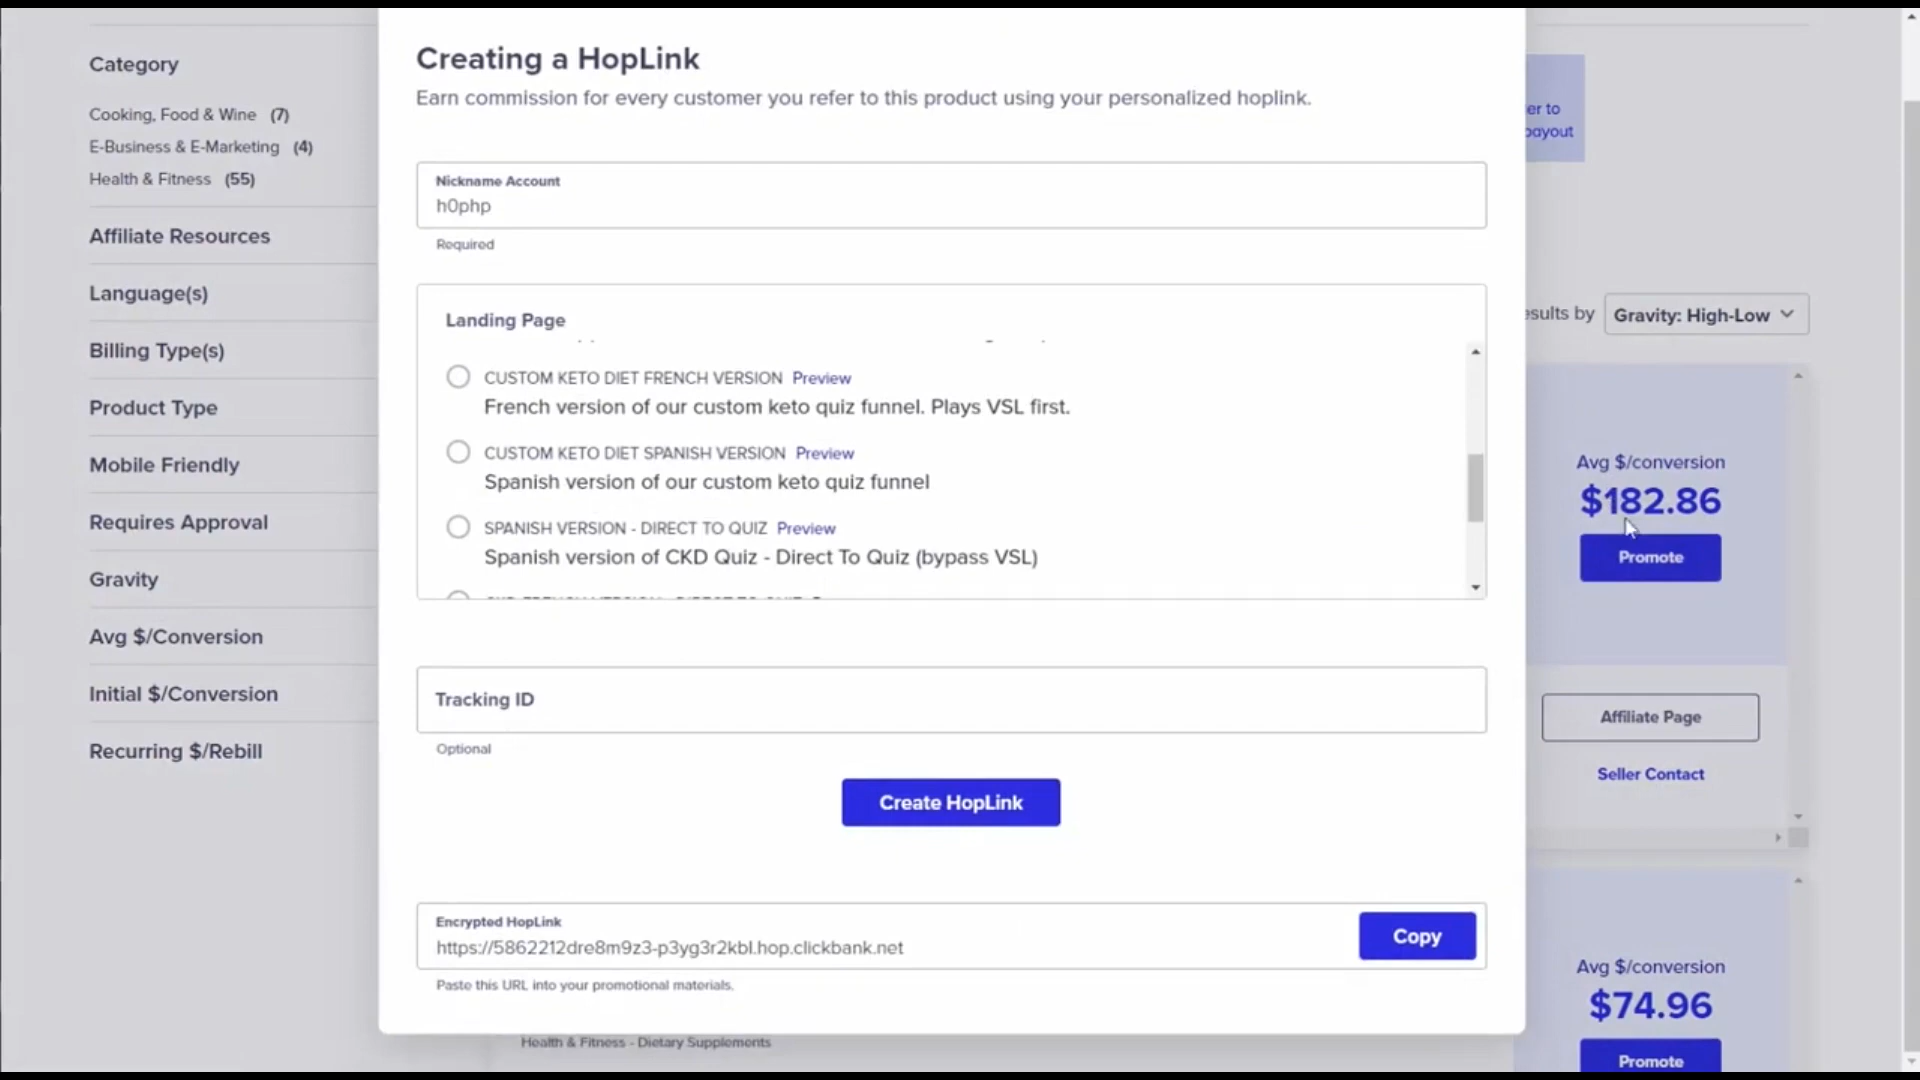 Category
Cooking, Food & Wine (7)
E-Business & E-Marketing (4)
Health & Fitness (55)
Affiliate Resources
Language(s)
Billing Type(s)
Product Type
Mobile Friendly
Requires Approval
Gravity
Avg $/Conversion
Initial $/Conversion
Recurring $/Rebill
Creating a HopLink
Earn commission for every customer you refer to this product using your personalized hoplink.
Nickname Account
h0php
Required
Landing Page
CUSTOM KETO DIET FRENCH VERSION Preview
French version of our custom keto quiz funnel. Plays VSL first.
CUSTOM KETO DIET SPANISH VERSION Preview
Spanish version of our custom keto quiz funnel
SPANISH VERSION - DIRECT TO QUIZ Preview
Spanish version of CKD Quiz - Direct To Quiz (bypass VSL)
Tracking ID
Optional
Create HopLink
Encrypted HopLink
https://5862212dre8m9z3-p3yg3r2kbl.hop.clickbank.net
Copy
Paste this URL into your promotional materials.
Health & Fitness - Dietary Supplements
er to
payout
esults by Gravity: High-Low
Avg $/conversion
$182.86
Promote
Affiliate Page
Seller Contact
Avg $/conversion
$74.96
Promote